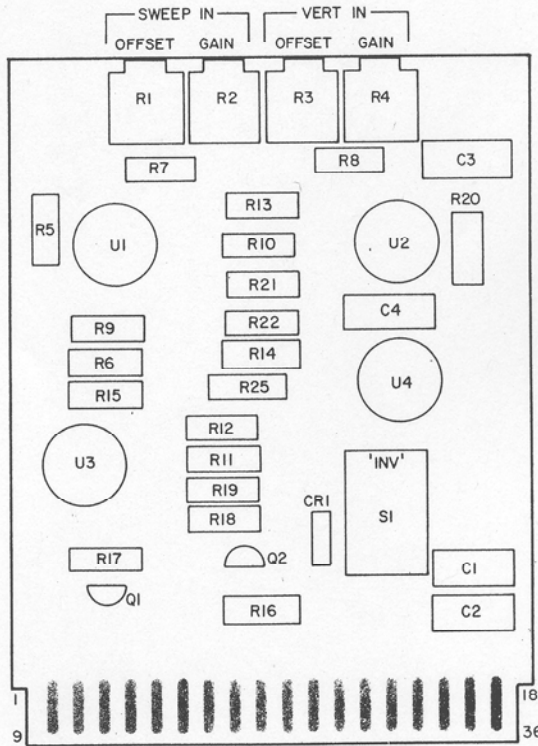 SWEEP IN VERT IN
OFFSET GAIN OFFSET GAIN
R1 R2 R3 R4
R7 R8 C3
R5 R13 R20
U1 R10 U2
R21
C4
R9 R22
R6 R14
R15 R25 U4
R12
U3 R11 'INV'
R19
R18 CR1 S1
R17 Q2 C1
Q1 R16 C2
1 18
9 36